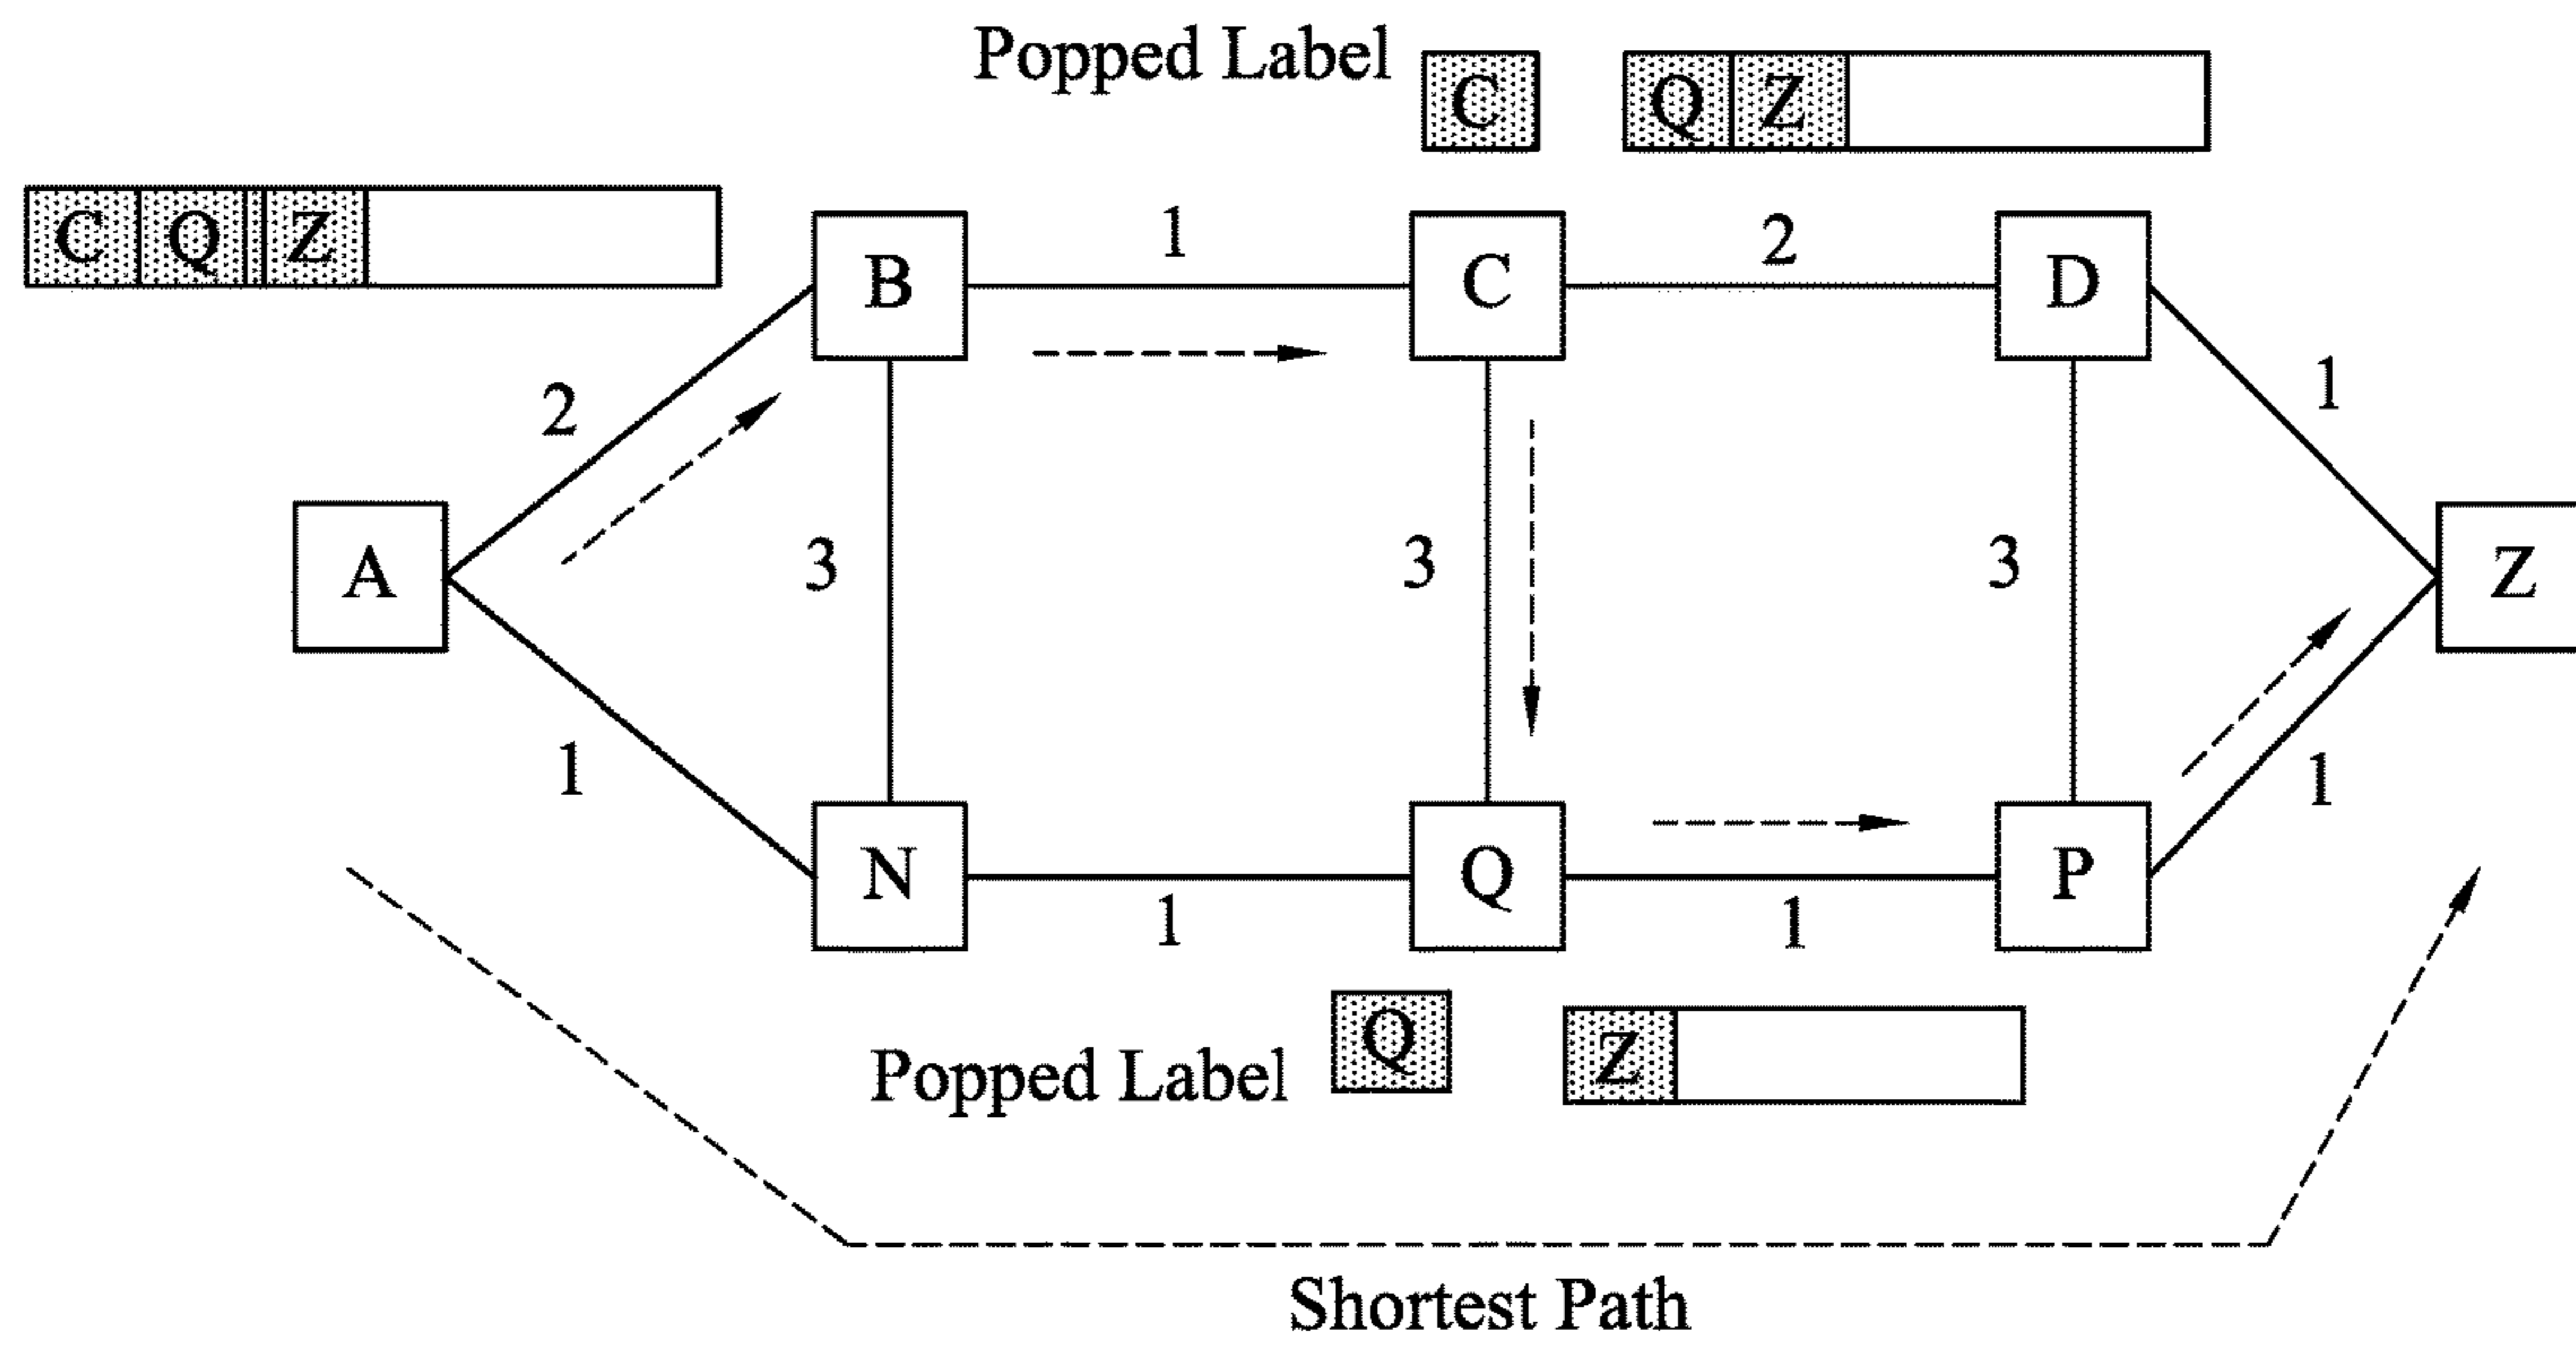 Popped Label C Q Z
C Q Z
B 1 C 2 D
2 1
A 3 3 3 Z
1 1
N 1 Q 1 P
Popped Label Q Z
Shortest Path